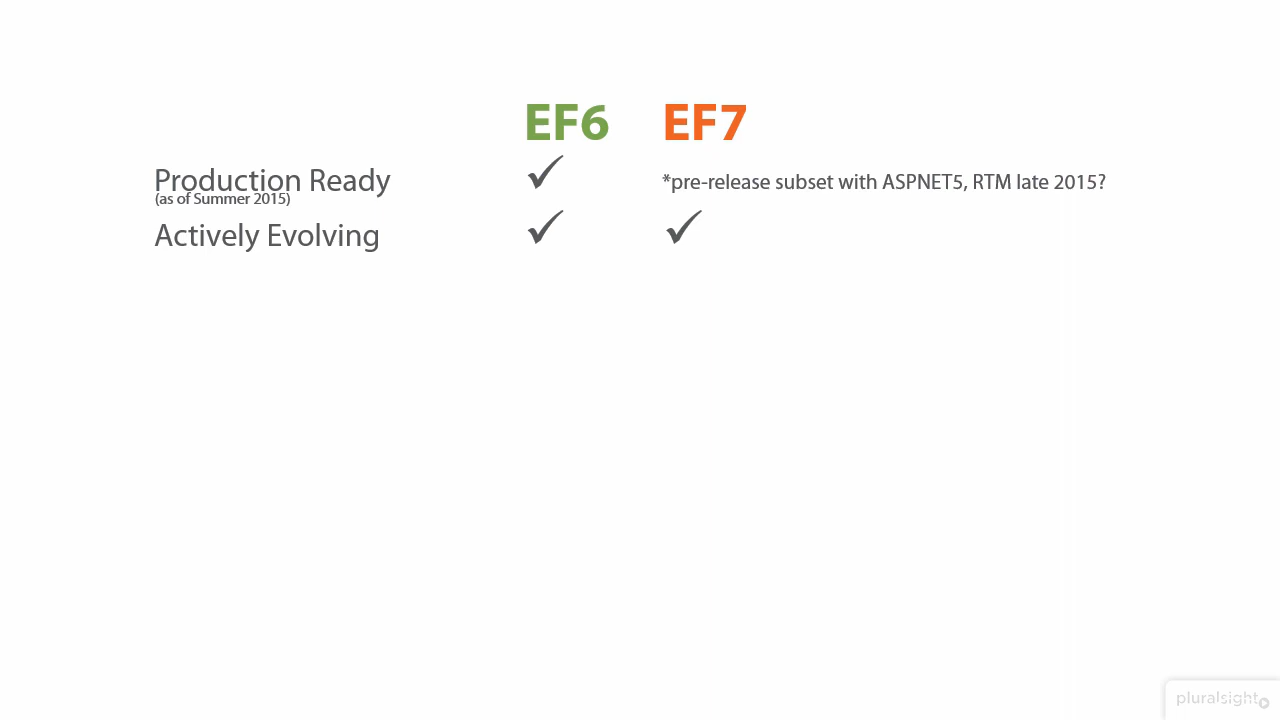 EF6 EF7
Production Ready ✓ *pre-release subset with ASPNET5, RTM late 2015?
(as of Summer 2015)
Actively Evolving ✓ ✓
pluralsight